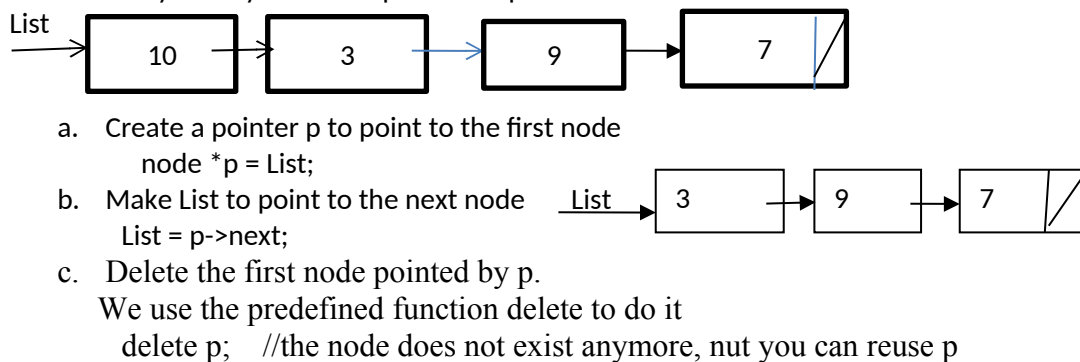 List
10 3 9 7
a. Create a pointer p to point to the first node
node *p = List;
b. Make List to point to the next node List 3 9 7
List = p->next;
c. Delete the first node pointed by p.
We use the predefined function delete to do it
delete p; //the node does not exist anymore, nut you can reuse p